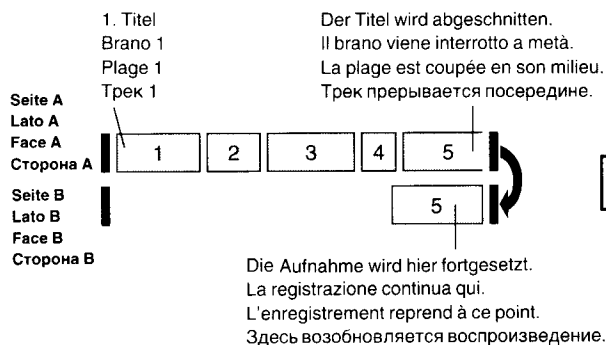 1. Titel
Brano 1
Plage 1
Трек 1
Der Titel wird abgeschnitten.
Il brano viene interrotto a metà.
La plage est coupée en son milieu.
Трек прерывается посередине.
Seite A
Lato A
Face A
Сторона A
1 2 3 4 5
Seite B
Lato B
Face B
Сторона B
5
Die Aufnahme wird hier fortgesetzt.
La registrazione continua qui.
L'enregistrement reprend à ce point.
Здесь возобновляется воспроизведение.